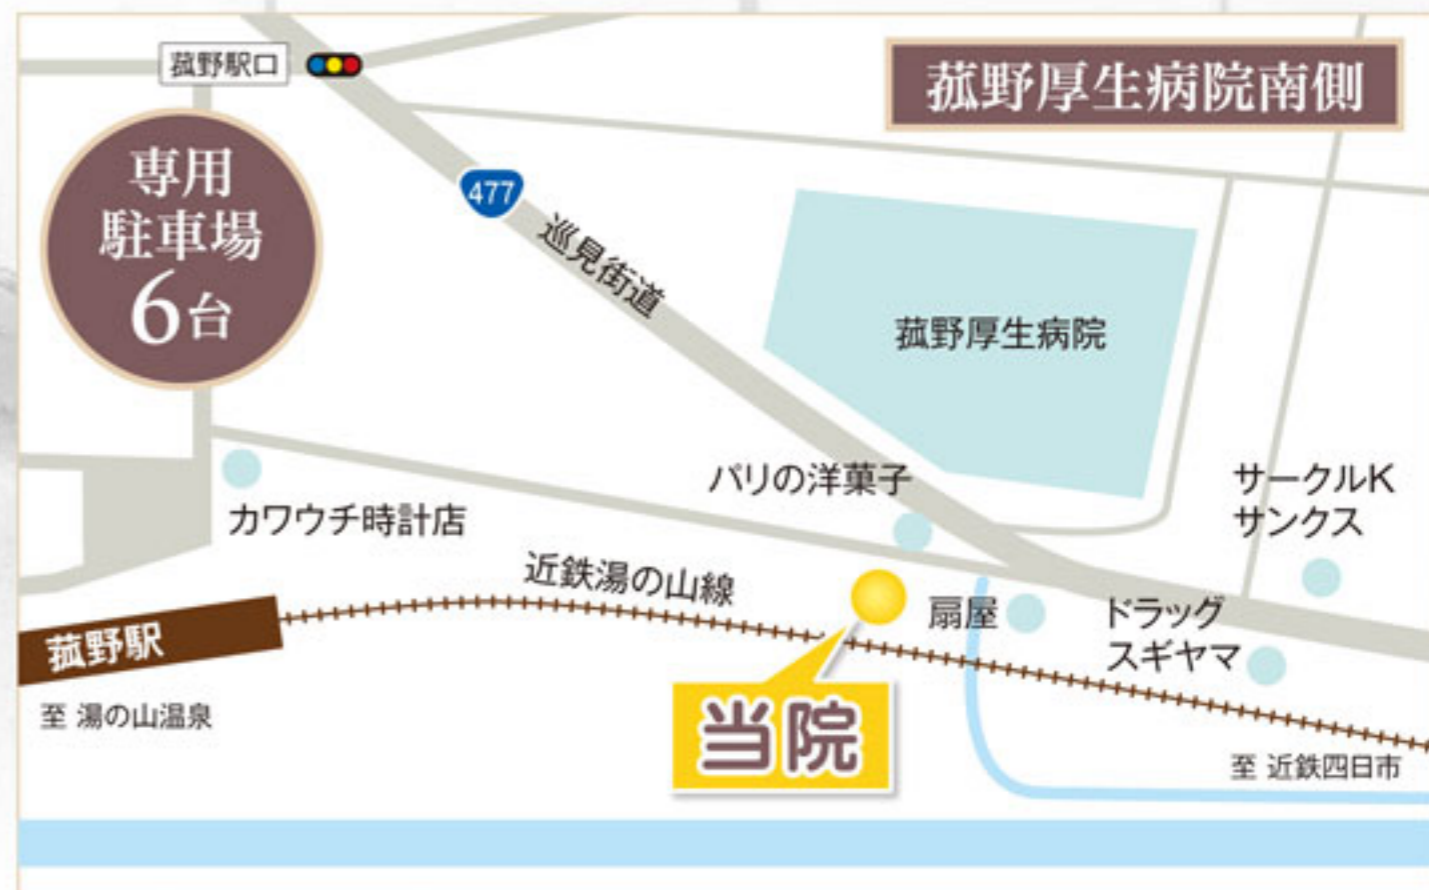 菰野駅口
菰野厚生病院南側
専用
駐車場
6台
477
巡見街道
菰野厚生病院
パリの洋菓子
サークルK
サンクス
カワウチ時計店
近鉄湯の山線
扇屋
ドラッグ
スギヤマ
菰野駅
至 湯の山温泉
当院
至 近鉄四日市